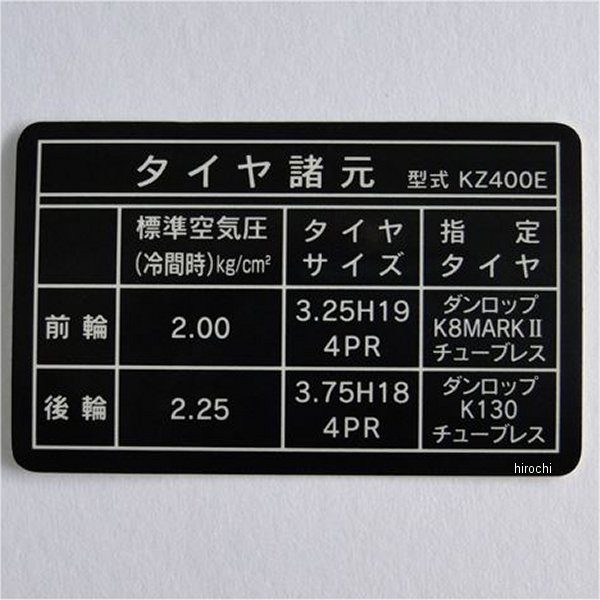 タイヤ諸元 型式 KZ400E
標準空気圧
(冷間時)kg/cm²
タイヤ
サイズ
指定
タイヤ
前輪
2.00
3.25H19
4PR
ダンロップ
K8MARKⅡ
チューブレス
後輪
2.25
3.75H18
4PR
ダンロップ
K130
チューブレス
hirochi